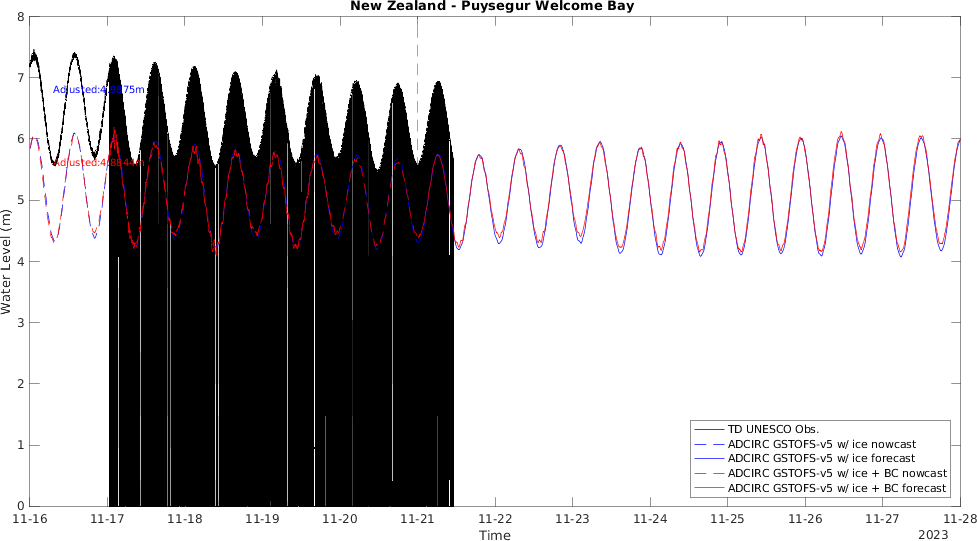 New Zealand - Puysegur Welcome Bay
8
7
6
5
4
3
2
1
0
Water Level (m)
11-16
11-17
11-18
11-19
11-20
11-21
11-22
11-23
11-24
11-25
11-26
11-27
11-28
Time
2023
TD UNESCO Obs.
ADCIRC GSTOFS-v5 w/ ice nowcast
ADCIRC GSTOFS-v5 w/ ice forecast
ADCIRC GSTOFS-v5 w/ ice + BC nowcast
ADCIRC GSTOFS-v5 w/ ice + BC forecast